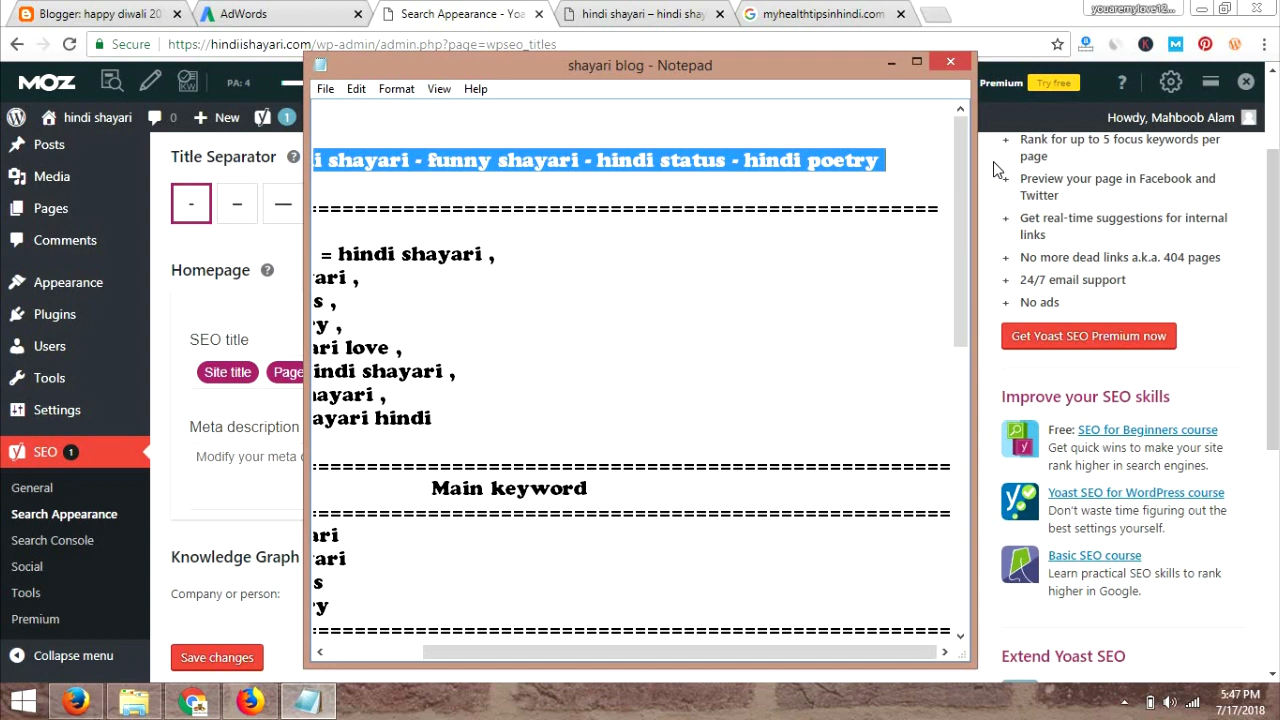 Blogger: happy diwali 20
AdWords
Search Appearance - Yoa
hindi shayari – hindi shay
myhealthtipsinhindi.com
youaremylove12...
Secure
https://hindiishayari.com/wp-admin/admin.php?page=wpseo_titles
MOZ
PA: 4
Premium
Try free
hindi shayari
0
New
1
Howdy, Mahboob Alam
Posts
Media
Pages
Comments
Appearance
Plugins
Users
Tools
Settings
SEO 1
General
Search Appearance
Search Console
Social
Tools
Premium
Collapse menu
Title Separator
Homepage
SEO title
Site title
Page
Meta description
Modify your meta d
Knowledge Graph
Company or person:
Save changes
shayari blog - Notepad
File Edit Format View Help
i shayari - funny shayari - hindi status - hindi poetry
= hindi shayari ,
ari ,
s ,
ry ,
ari love ,
indi shayari ,
hayari ,
ayari hindi
Main keyword
ari
ari
s
ry
+ Rank for up to 5 focus keywords per
page
+ Preview your page in Facebook and
Twitter
+ Get real-time suggestions for internal
links
+ No more dead links a.k.a. 404 pages
+ 24/7 email support
+ No ads
Get Yoast SEO Premium now
Improve your SEO skills
Free: SEO for Beginners course
Get quick wins to make your site
rank higher in search engines.
Yoast SEO for WordPress course
Don't waste time figuring out the
best settings yourself.
Basic SEO course
Learn practical SEO skills to rank
higher in Google.
Extend Yoast SEO
5:47 PM
7/17/2018